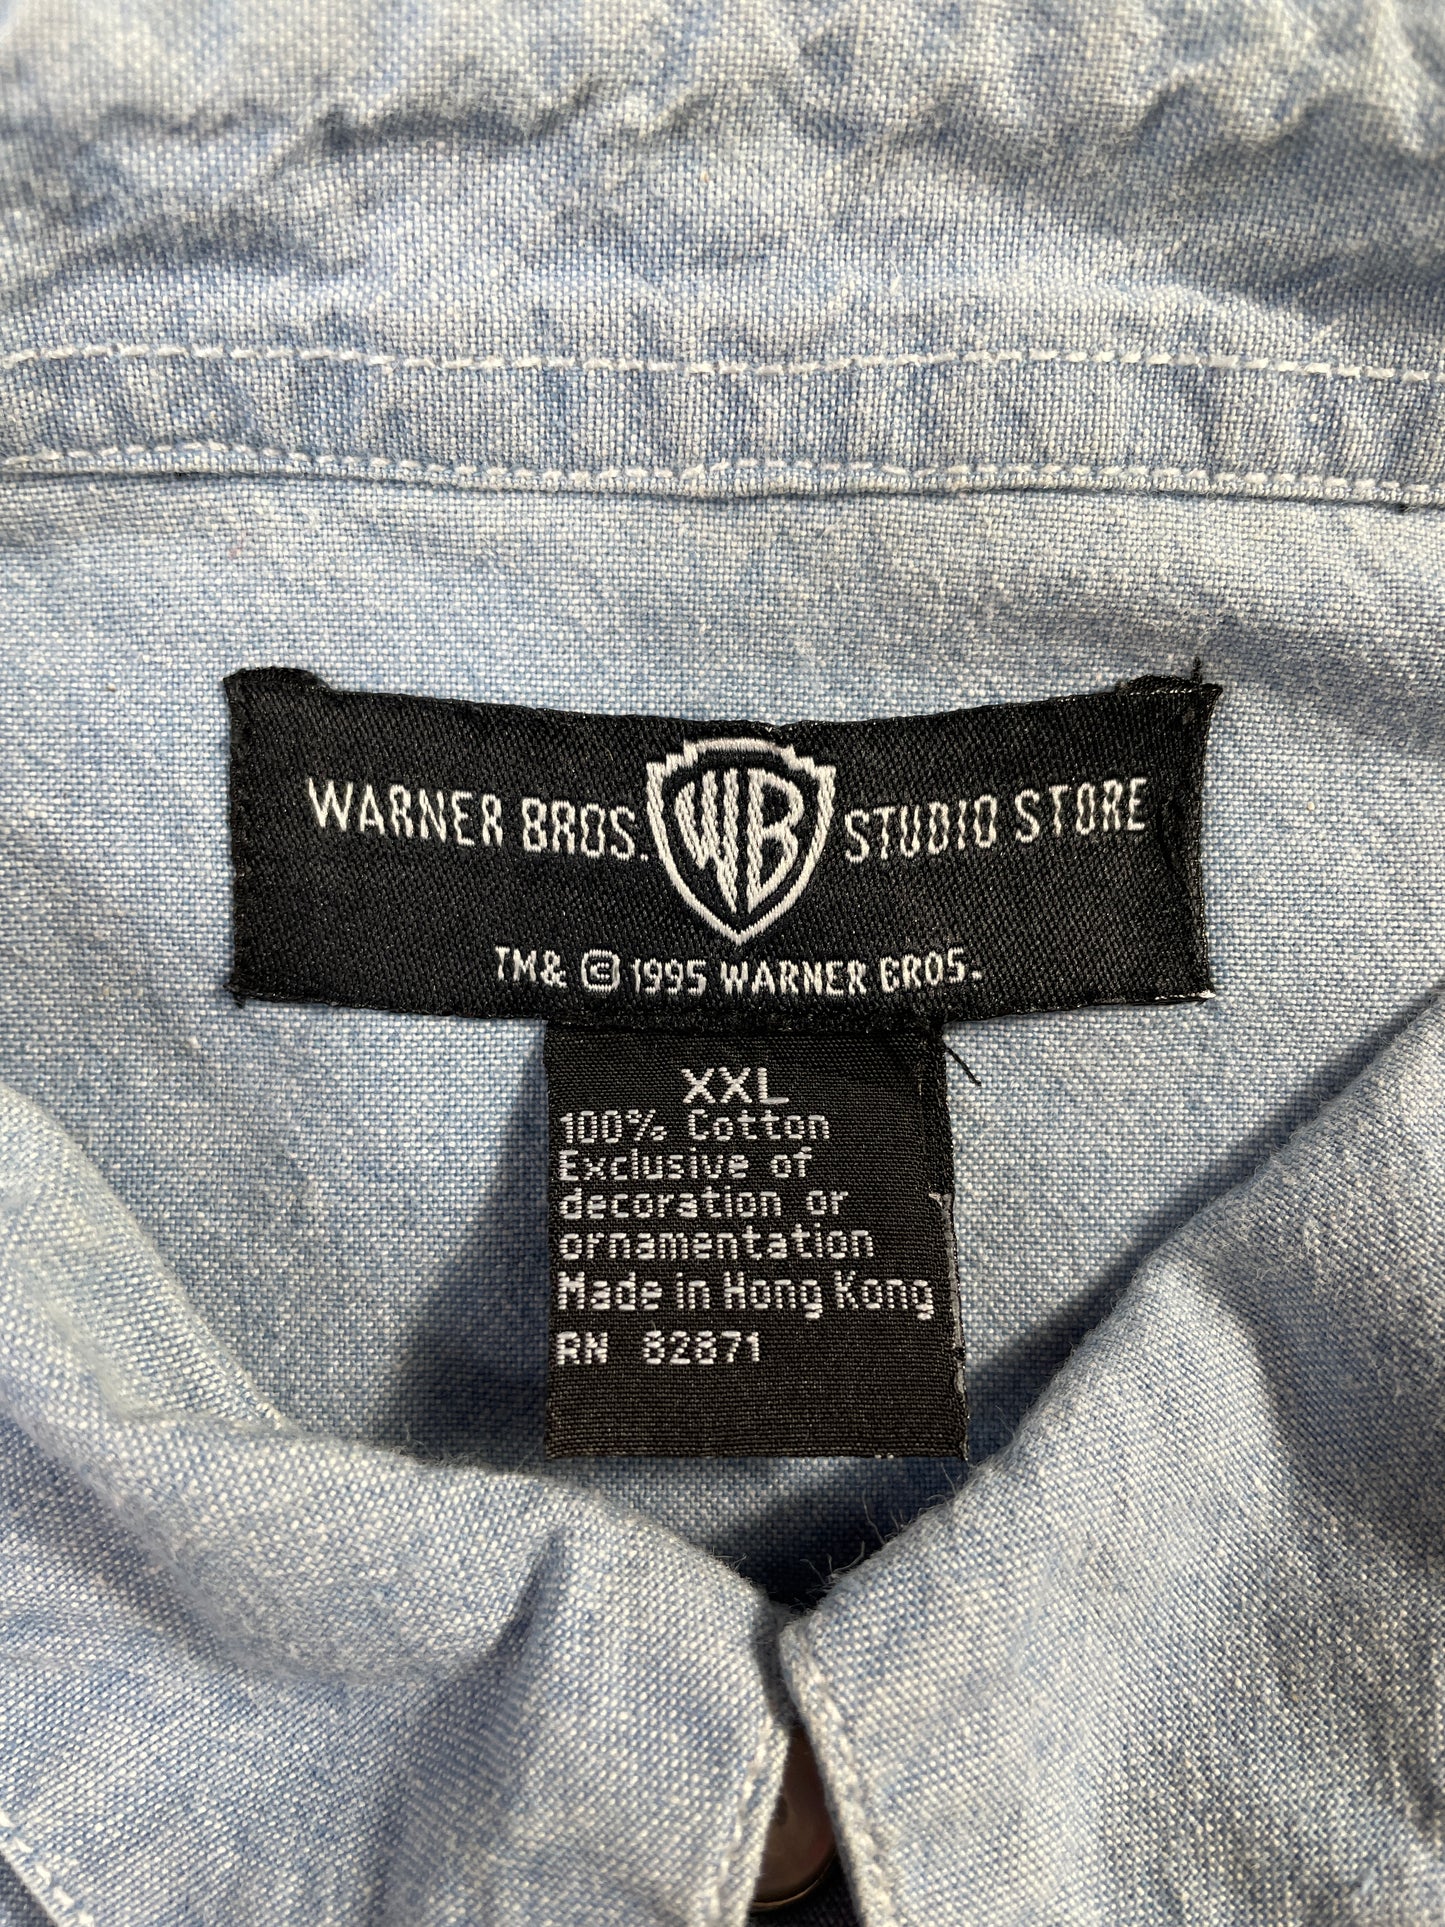 WARNER BROS. WB STUDIO STORE
TM& © 1995 WARNER BROS.
XXL
100% Cotton
Exclusive of
decoration or
ornamentation
Made in Hong Kong
RN 82871